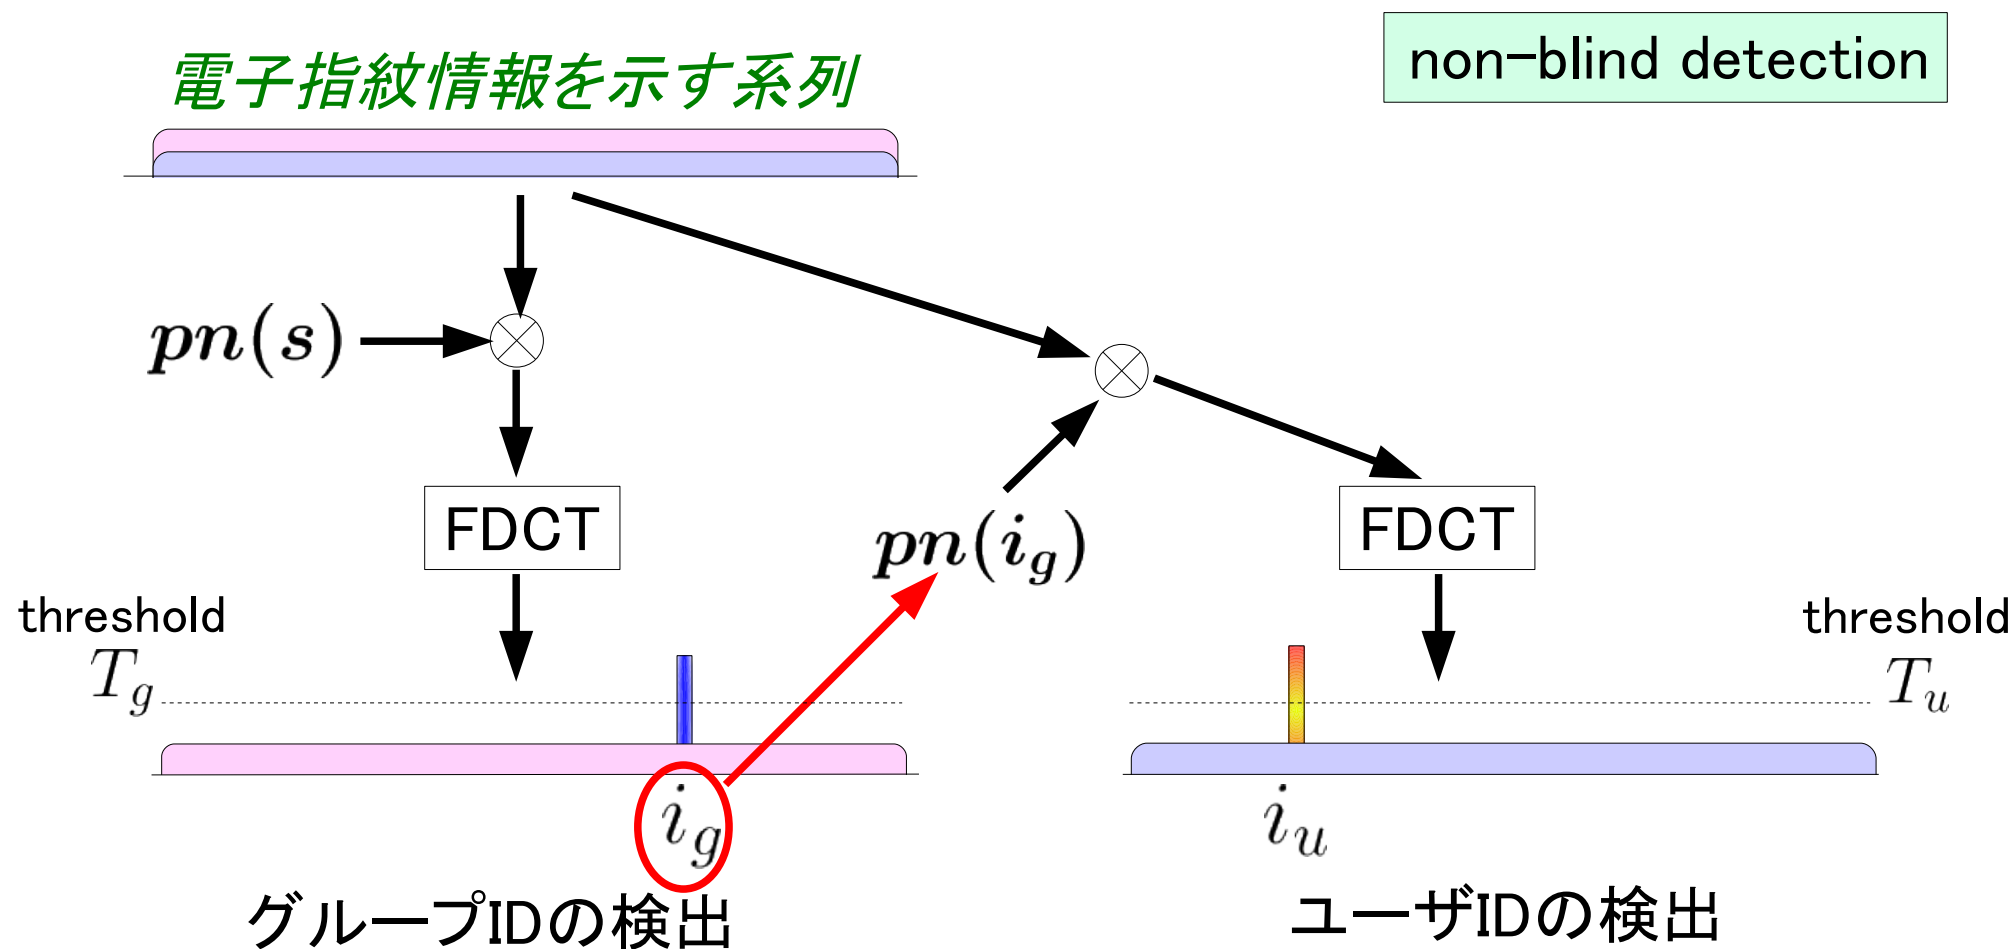 電子指紋情報を示す系列
non-blind detection
pn(s)
FDCT
pn(i_g)
FDCT
threshold
T_g
threshold
T_u
i_g
i_u
グループIDの検出
ユーザIDの検出